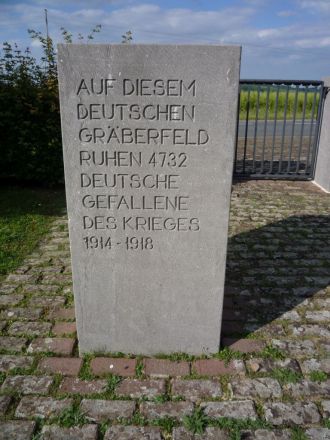 AUF DIESEM
DEUTSCHEN
GRÄBERFELD
RUHEN 4732
DEUTSCHE
GEFALLENE
DES KRIEGES
1914-1918